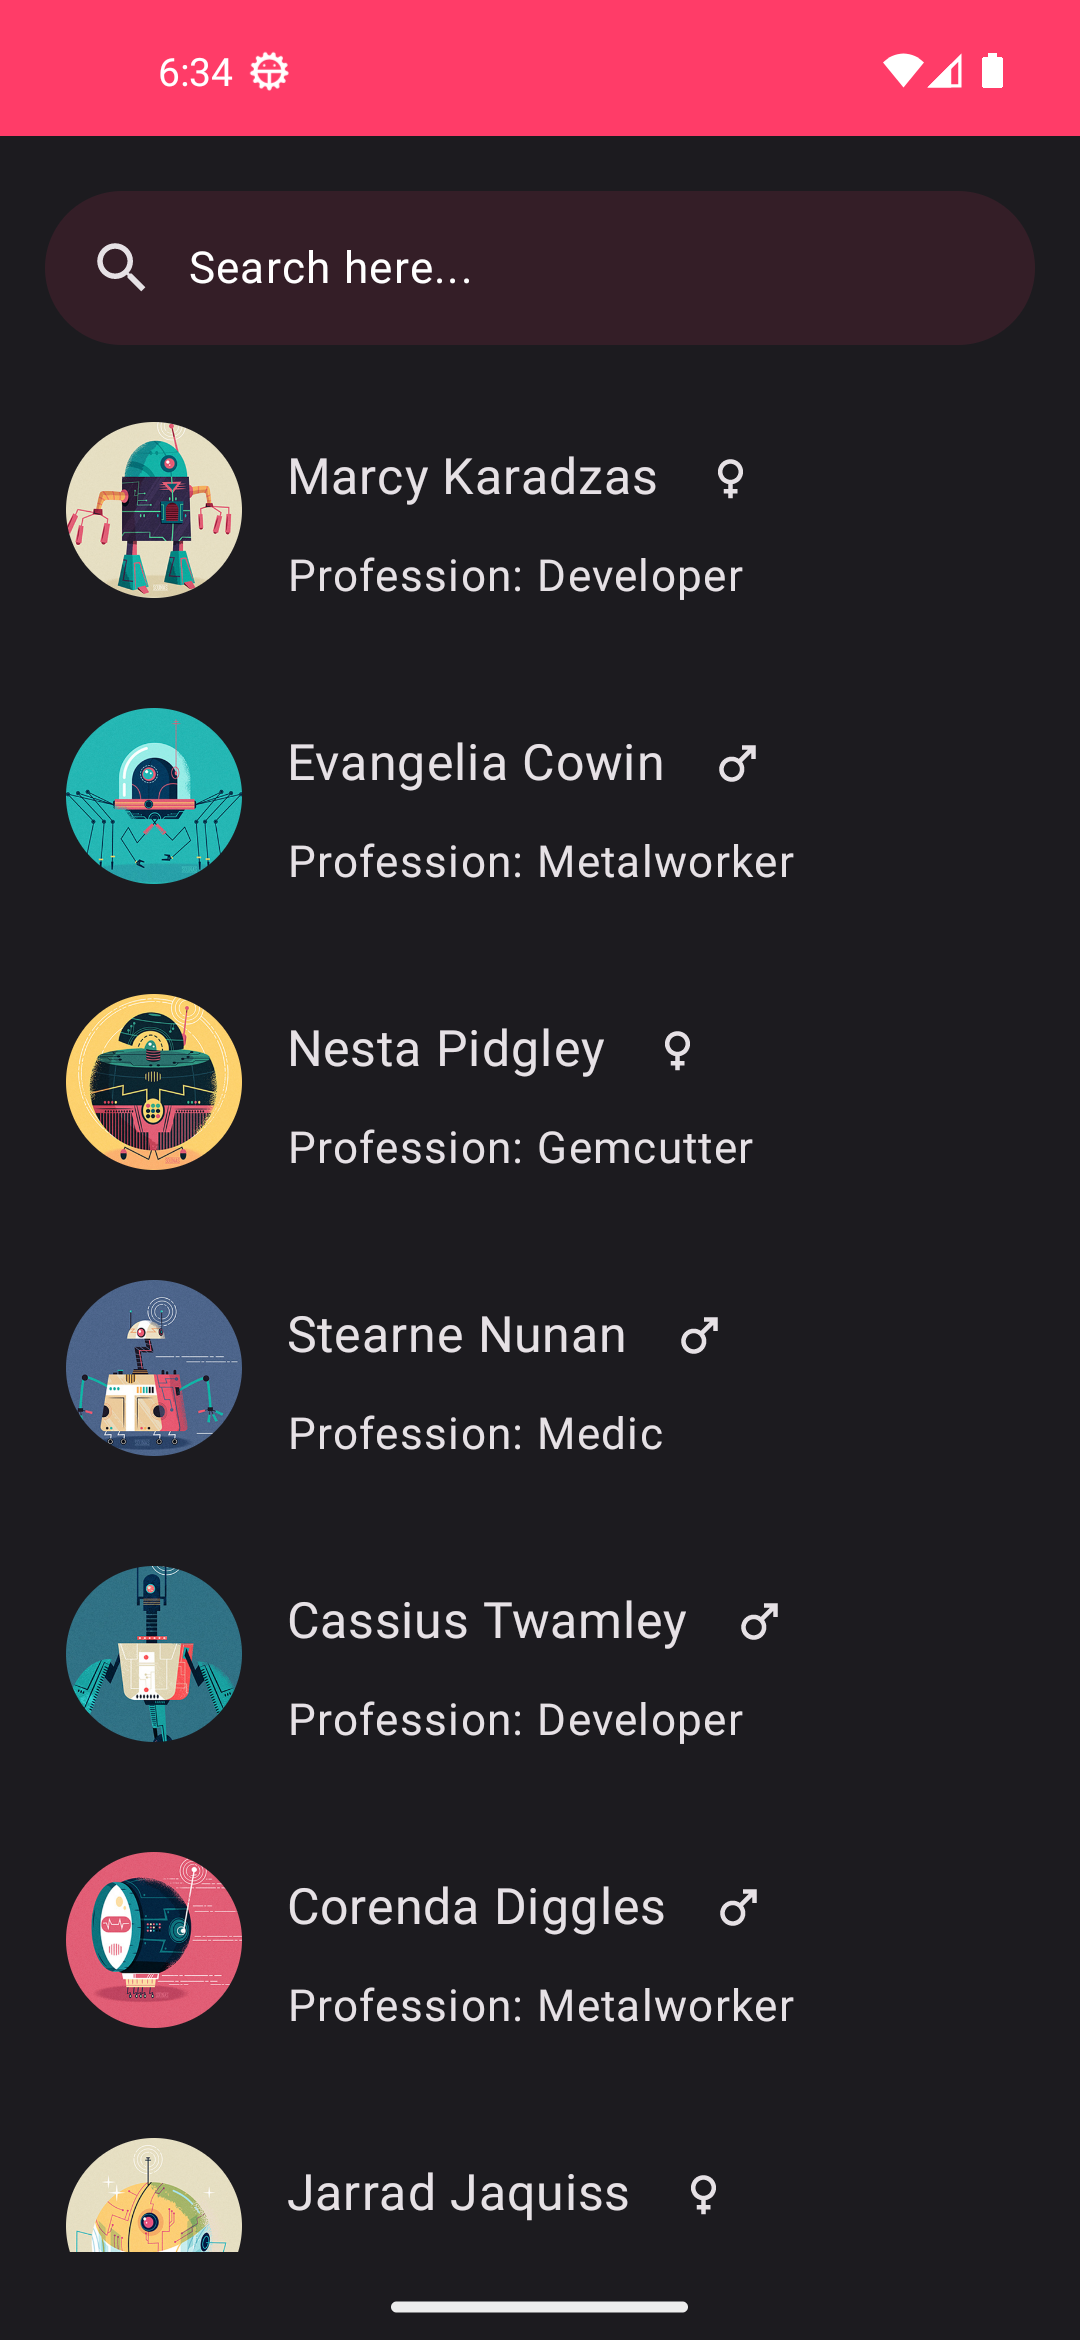 6:34
Search here...
Marcy Karadzas
Profession: Developer
Evangelia Cowin
Profession: Metalworker
Nesta Pidgley
Profession: Gemcutter
Stearne Nunan
Profession: Medic
Cassius Twamley
Profession: Developer
Corenda Diggles
Profession: Metalworker
Jarrad Jaquiss